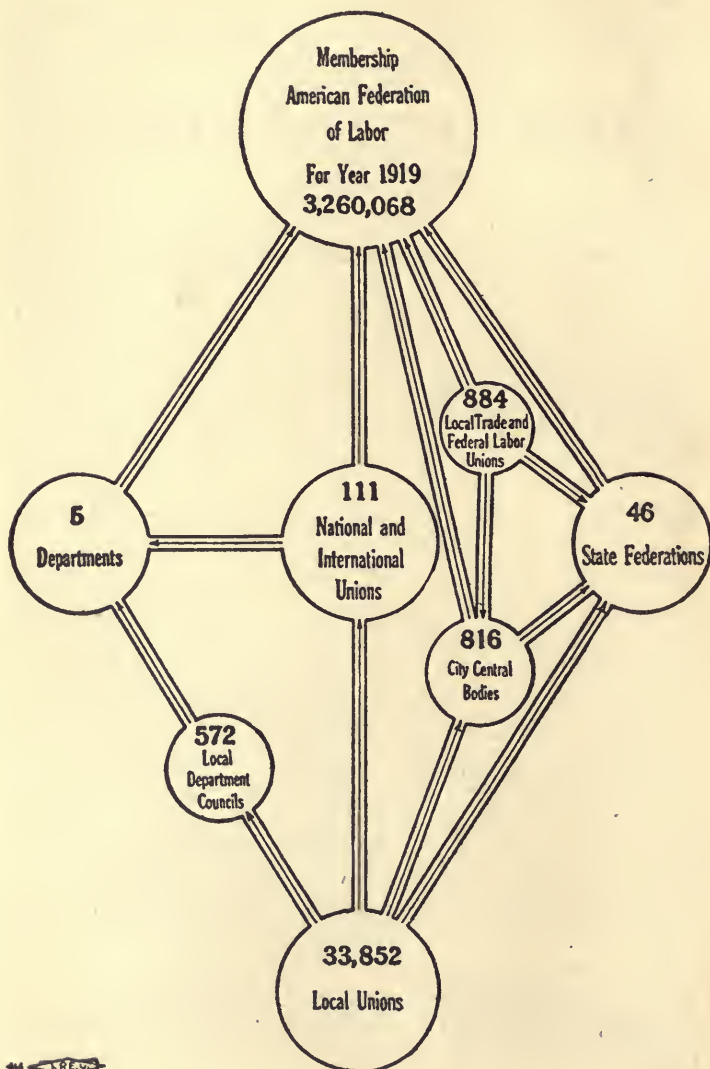 Membership
American Federation
of Labor
For Year 1919
3,260,068
884
Local Trade and
Federal Labor
Unions
5
Departments
111
National and
International
Unions
46
State Federations
816
City Central
Bodies
572
Local
Department
Councils
33,852
Local Unions